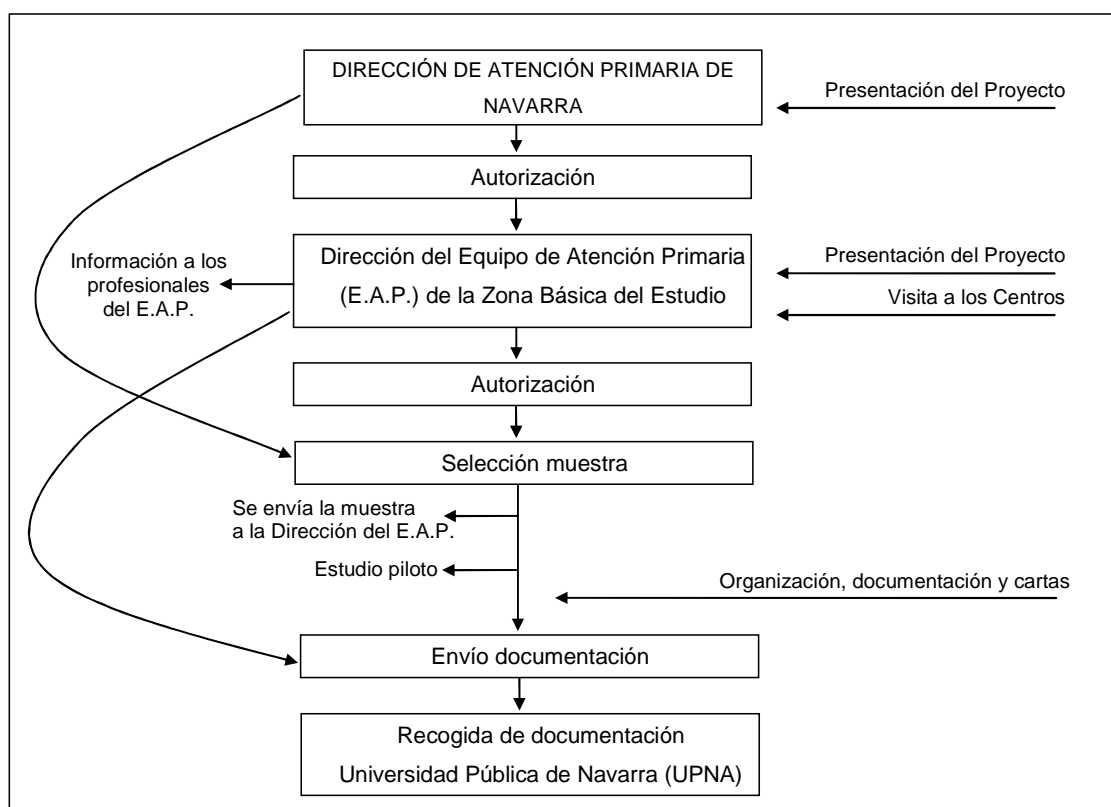 DIRECCIÓN DE ATENCIÓN PRIMARIA DE
NAVARRA
Presentación del Proyecto
Autorización
Información a los
profesionales
del E.A.P.
Dirección del Equipo de Atención Primaria
(E.A.P.) de la Zona Básica del Estudio
Presentación del Proyecto
Visita a los Centros
Autorización
Selección muestra
Se envía la muestra
a la Dirección del E.A.P.
Estudio piloto
Organización, documentación y cartas
Envío documentación
Recogida de documentación
Universidad Pública de Navarra (UPNA)